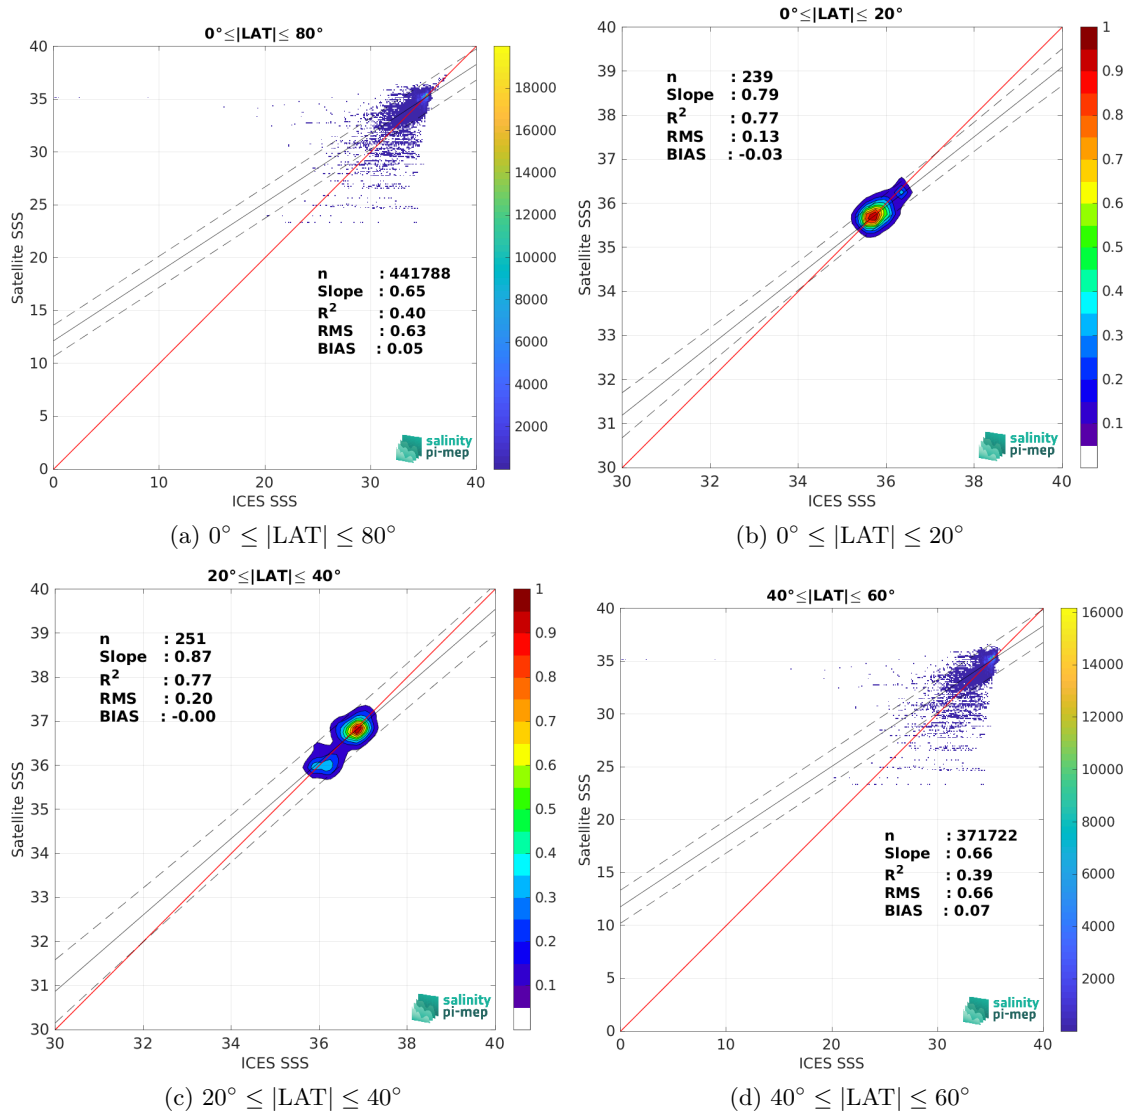 0°≤|LAT|≤ 80°
40
35
30
25
20
15
10
5
0
Satellite SSS
n : 441788
Slope : 0.65
R² : 0.40
RMS : 0.63
BIAS : 0.05
salinity
pi-mep
0 10 20 30 40
ICES SSS
18000
16000
14000
12000
10000
8000
6000
4000
2000
(a) 0° ≤ |LAT| ≤ 80°
0°≤|LAT|≤ 20°
40
39
38
37
36
35
34
33
32
31
30
Satellite SSS
n : 239
Slope : 0.79
R² : 0.77
RMS : 0.13
BIAS : -0.03
salinity
pi-mep
30 32 34 36 38 40
ICES SSS
1
0.9
0.8
0.7
0.6
0.5
0.4
0.3
0.2
0.1
(b) 0° ≤ |LAT| ≤ 20°
20°≤|LAT|≤ 40°
40
39
38
37
36
35
34
33
32
31
30
Satellite SSS
n : 251
Slope : 0.87
R² : 0.77
RMS : 0.20
BIAS : -0.00
salinity
pi-mep
30 32 34 36 38 40
ICES SSS
1
0.9
0.8
0.7
0.6
0.5
0.4
0.3
0.2
0.1
(c) 20° ≤ |LAT| ≤ 40°
40°≤|LAT|≤ 60°
40
35
30
25
20
15
10
5
0
Satellite SSS
n : 371722
Slope : 0.66
R² : 0.39
RMS : 0.66
BIAS : 0.07
salinity
pi-mep
0 10 20 30 40
ICES SSS
16000
14000
12000
10000
8000
6000
4000
2000
(d) 40° ≤ |LAT| ≤ 60°